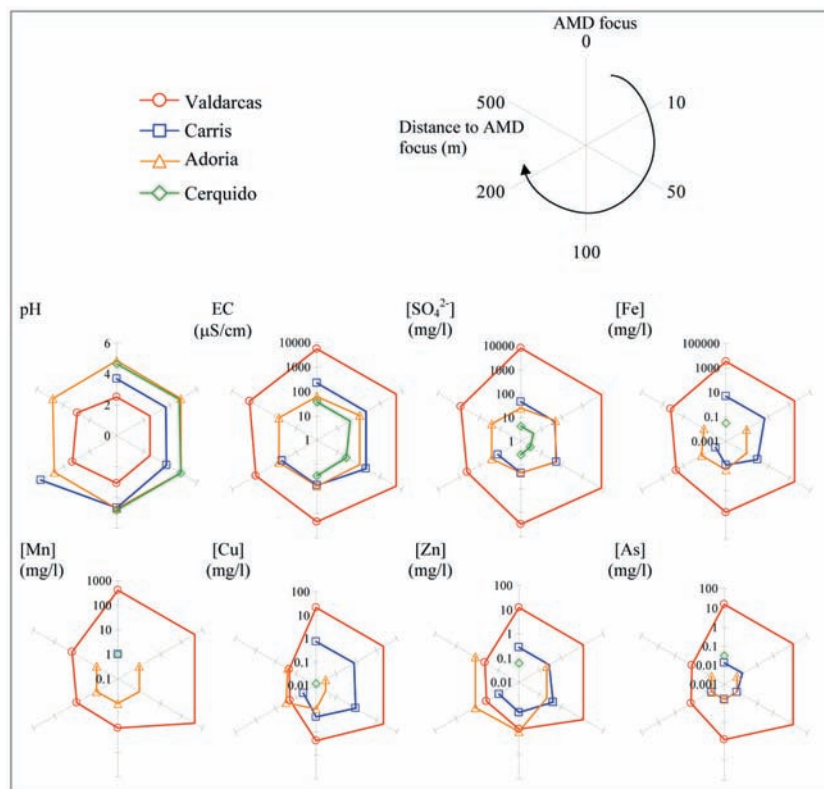 AMD focus
0
10
50
100
200
500
Distance to AMD
focus (m)
Valdarcas
Carris
Adoria
Cerquido
pH
6
4
2
0
EC
(μS/cm)
10000
1000
100
10
1
[SO₄²⁻]
(mg/l)
10000
1000
100
10
1
[Fe]
(mg/l)
100000
1000
10
0.1
0.001
[Mn]
(mg/l)
1000
100
10
1
0.1
[Cu]
(mg/l)
100
10
1
0.1
0.01
[Zn]
(mg/l)
100
10
1
0.1
0.01
[As]
(mg/l)
100
10
1
0.1
0.01
0.001